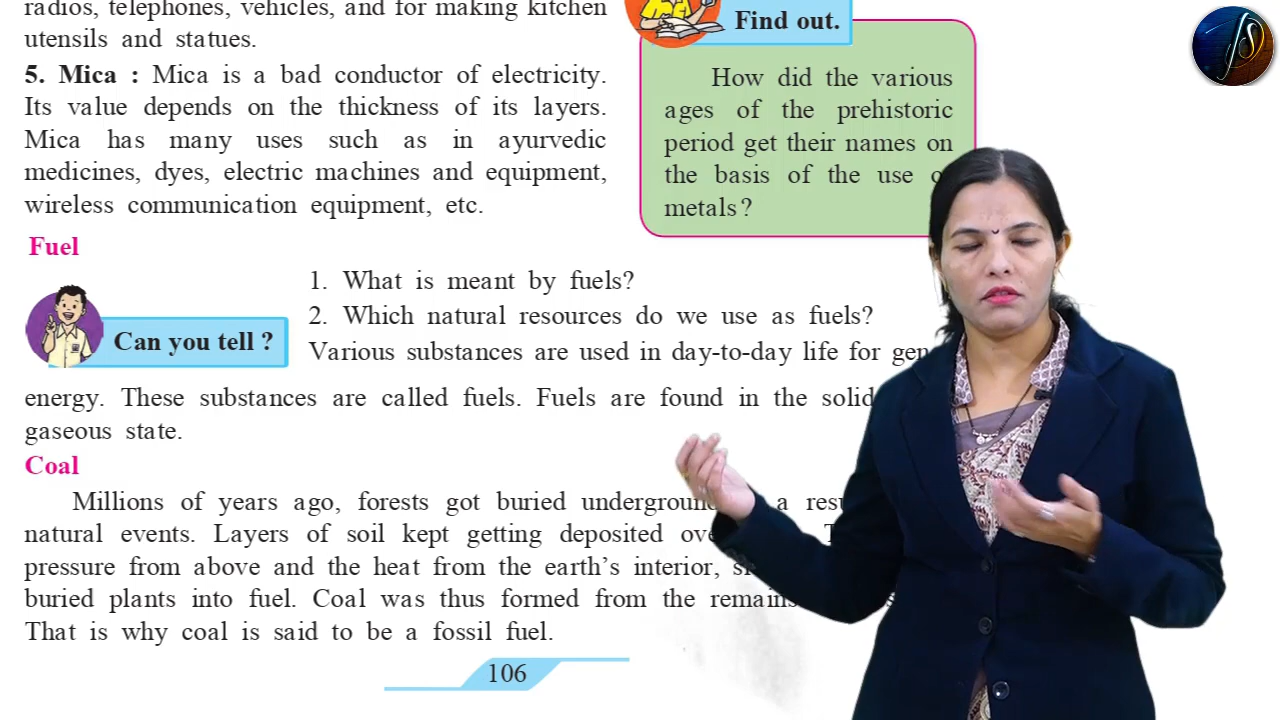 radios, telephones, vehicles, and for making kitchen
utensils and statues.
5. Mica : Mica is a bad conductor of electricity.
Its value depends on the thickness of its layers.
Mica has many uses such as in ayurvedic
medicines, dyes, electric machines and equipment,
wireless communication equipment, etc.
Find out.
How did the various
ages of the prehistoric
period get their names on
the basis of the use
metals?
Fuel
Can you tell ?
1. What is meant by fuels?
2. Which natural resources do we use as fuels?
Various substances are used in day-to-day life for
energy. These substances are called fuels. Fuels are found in the solid
gaseous state.
Coal
Millions of years ago, forests got buried underground a
natural events. Layers of soil kept getting deposited
pressure from above and the heat from the earth's interior,
buried plants into fuel. Coal was thus formed from the remains
That is why coal is said to be a fossil fuel.
106